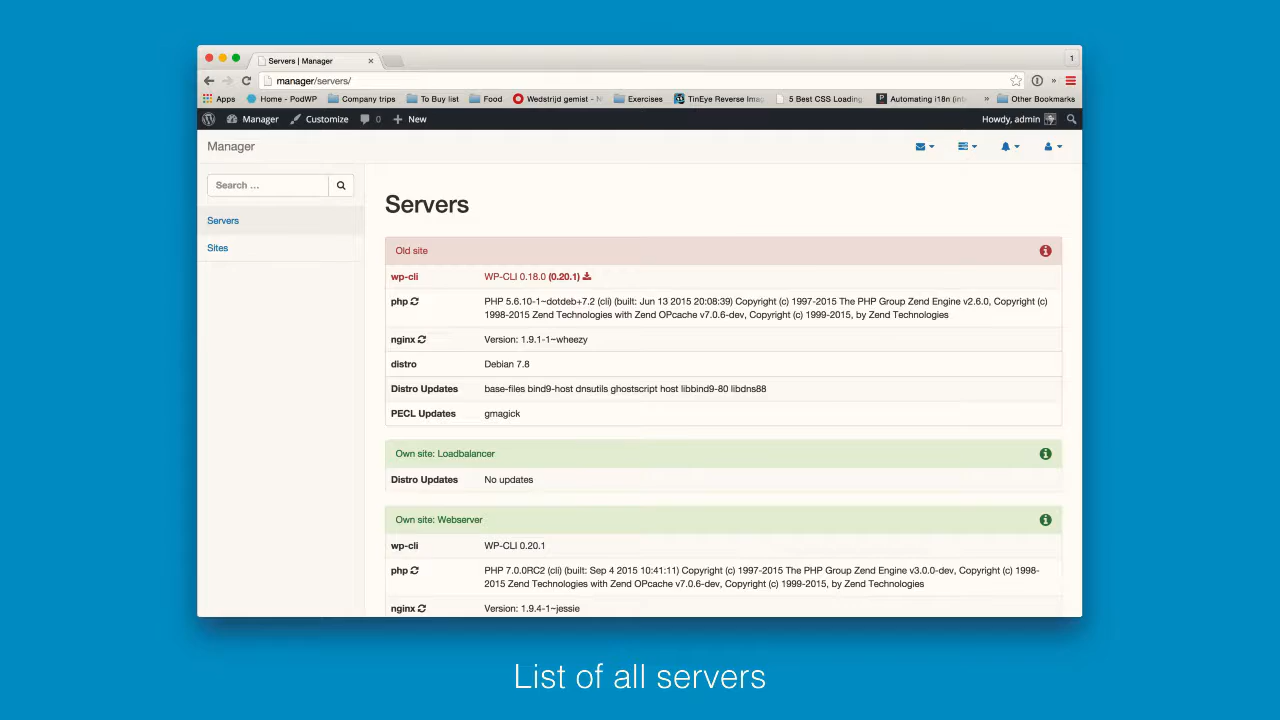 Servers | Manager
1
manager/servers/
Apps Home - PodWP Company trips To Buy list Food Wedstrijd gemist - N Exercises TinEye Reverse Ima 5 Best CSS Loading Automating i18n (int » Other Bookmarks
Manager Customize 0 New Howdy, admin
Manager
Search ...
Servers
Sites
Servers
Old site
wp-cli WP-CLI 0.18.0 (0.20.1)
php PHP 5.6.10-1~dotdeb+7.2 (cli) (built: Jun 13 2015 20:08:39) Copyright (c) 1997-2015 The PHP Group Zend Engine v2.6.0, Copyright (c)
1998-2015 Zend Technologies with Zend OPcache v7.0.6-dev, Copyright (c) 1999-2015, by Zend Technologies
nginx Version: 1.9.1-1~wheezy
distro Debian 7.8
Distro Updates base-files bind9-host dnsutils ghostscript host libbind9-80 libdns88
PECL Updates gmagick
Own site: Loadbalancer
Distro Updates No updates
Own site: Webserver
wp-cli WP-CLI 0.20.1
php PHP 7.0.0RC2 (cli) (built: Sep 4 2015 10:41:11) Copyright (c) 1997-2015 The PHP Group Zend Engine v3.0.0-dev, Copyright (c) 1998-
2015 Zend Technologies with Zend OPcache v7.0.6-dev, Copyright (c) 1999-2015, by Zend Technologies
nginx Version: 1.9.4-1~jessie
List of all servers